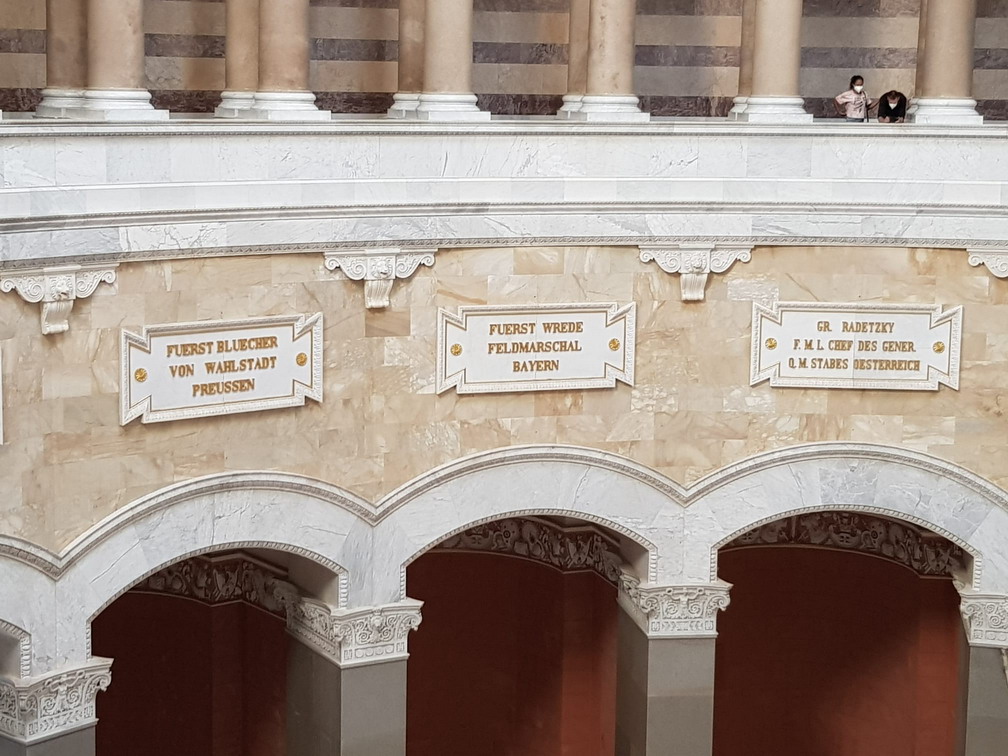 FUERST BLUECHER
VON WAHLSTADT
PREUSSEN
FUERST WREDE
FELDMARSCHAL
BAYERN
GR. RADETZKY
F. M. L. CHEF DES GENER.
Q. M. STABES OESTERREICH